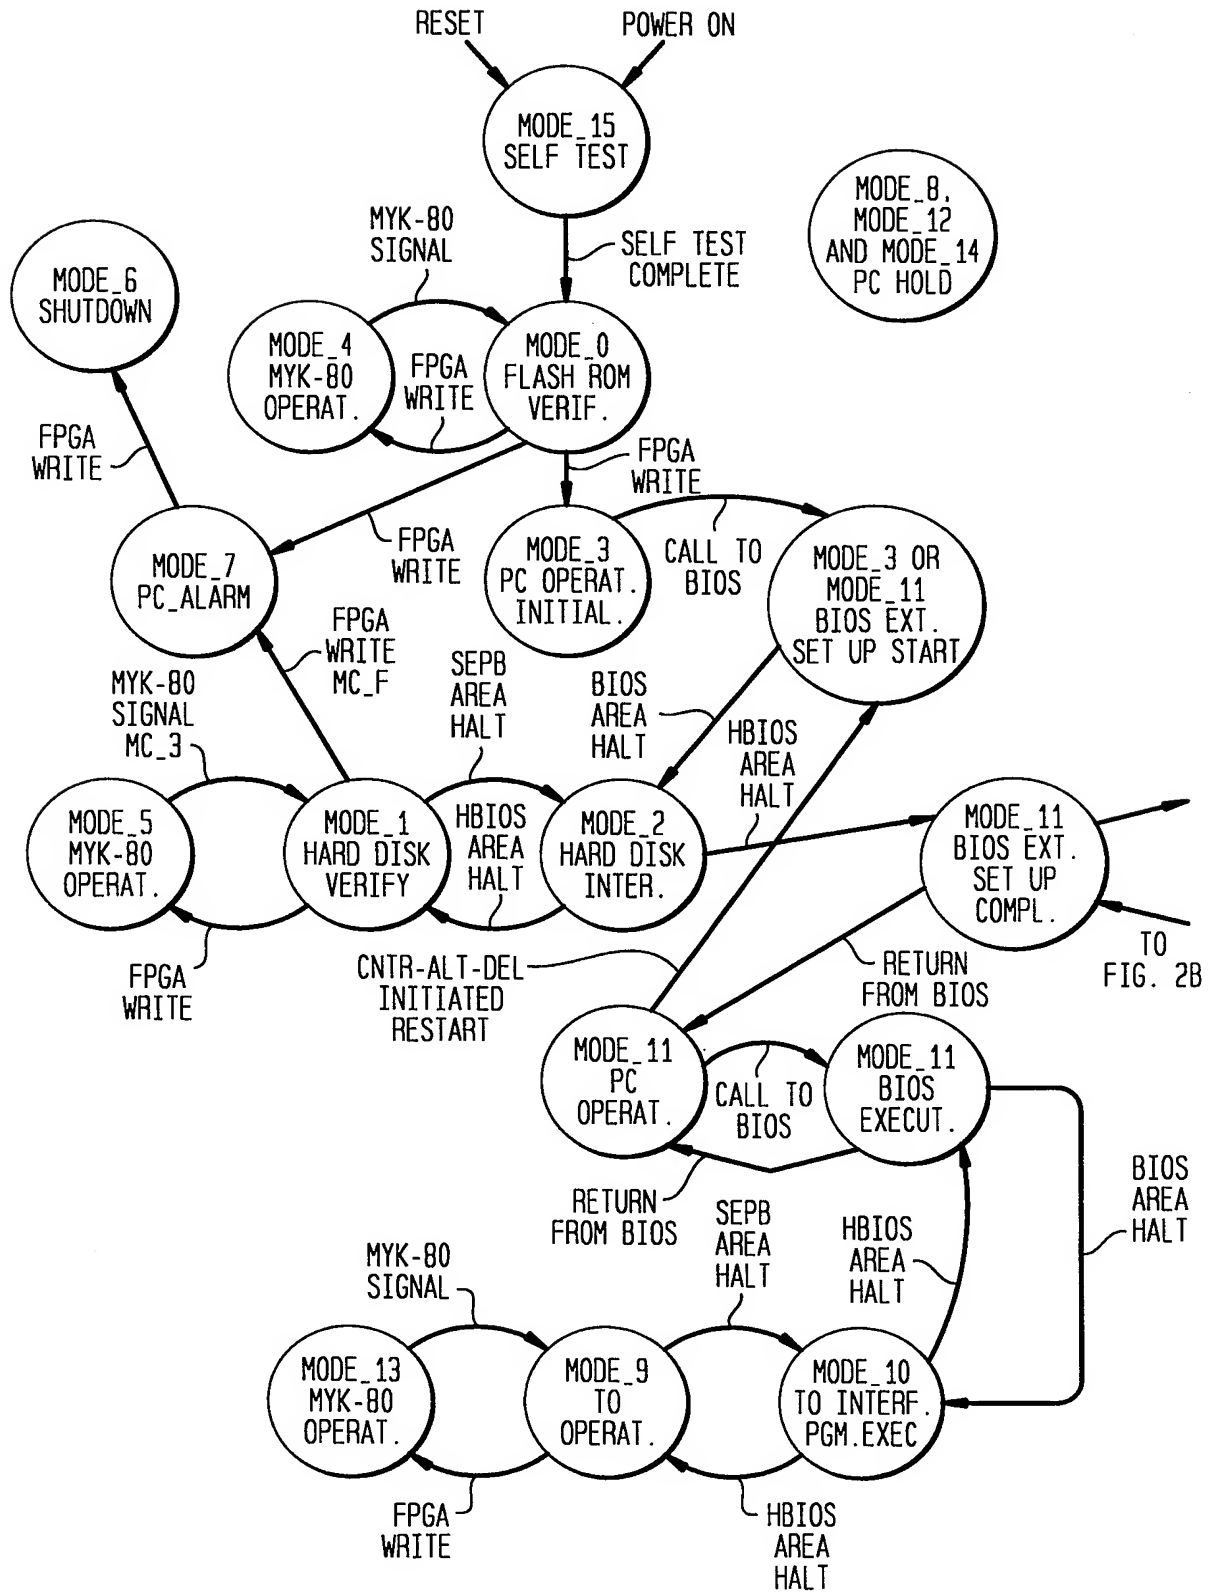 RESET
POWER ON
MODE_15
SELF TEST
MODE_8,
MODE_12
AND MODE_14
PC HOLD
MYK-80
SIGNAL
SELF TEST
COMPLETE
MODE_6
SHUTDOWN
MODE_4
MYK-80
OPERAT.
FPGA
WRITE
MODE_0
FLASH ROM
VERIF.
FPGA
WRITE
FPGA
WRITE
FPGA
WRITE
MODE_7
PC_ALARM
MODE_3
PC OPERAT.
INITIAL.
CALL TO
BIOS
MODE_3 OR
MODE_11
BIOS EXT.
SET UP START
FPGA
WRITE
MC_F
MYK-80
SIGNAL
MC_3
SEPB
AREA
HALT
BIOS
AREA
HALT
HBIOS
AREA
HALT
MODE_5
MYK-80
OPERAT.
MODE_1
HARD DISK
VERIFY
HBIOS
AREA
HALT
MODE_2
HARD DISK
INTER.
MODE_11
BIOS EXT.
SET UP
COMPL.
FPGA
WRITE
CNTR-ALT-DEL
INITIATED
RESTART
RETURN
FROM BIOS
TO
FIG. 2B
MODE_11
PC
OPERAT.
CALL TO
BIOS
MODE_11
BIOS
EXECUT.
RETURN
FROM BIOS
SEPB
AREA
HALT
HBIOS
AREA
HALT
BIOS
AREA
HALT
MYK-80
SIGNAL
MODE_13
MYK-80
OPERAT.
MODE_9
TO
OPERAT.
MODE_10
TO INTERF.
PGM.EXEC
FPGA
WRITE
HBIOS
AREA
HALT